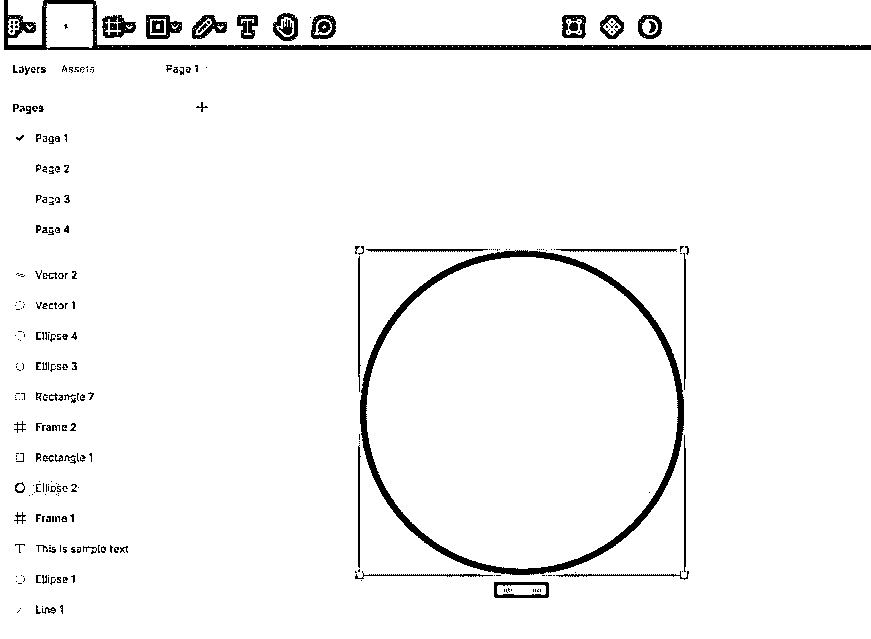 Layers Assets Page 1
Pages
Page 1
Page 2
Page 3
Page 4
Vector 2
Vector 1
Ellipse 4
Ellipse 3
Rectangle 7
Frame 2
Rectangle 1
Ellipse 2
Frame 1
This is sample text
Ellipse 1
Line 1